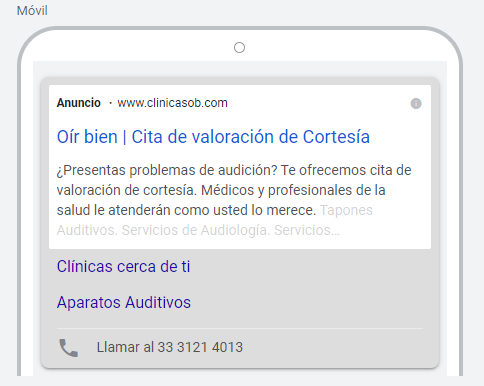 Móvil
Anuncio · www.clinicasob.com
Oír bien | Cita de valoración de Cortesía
¿Presentas problemas de audición? Te ofrecemos cita de
valoración de cortesía. Médicos y profesionales de la
salud le atenderán como usted lo merece. Tapones
Auditivos. Servicios de Audiología. Servicios...
Clínicas cerca de ti
Aparatos Auditivos
Llamar al 33 3121 4013